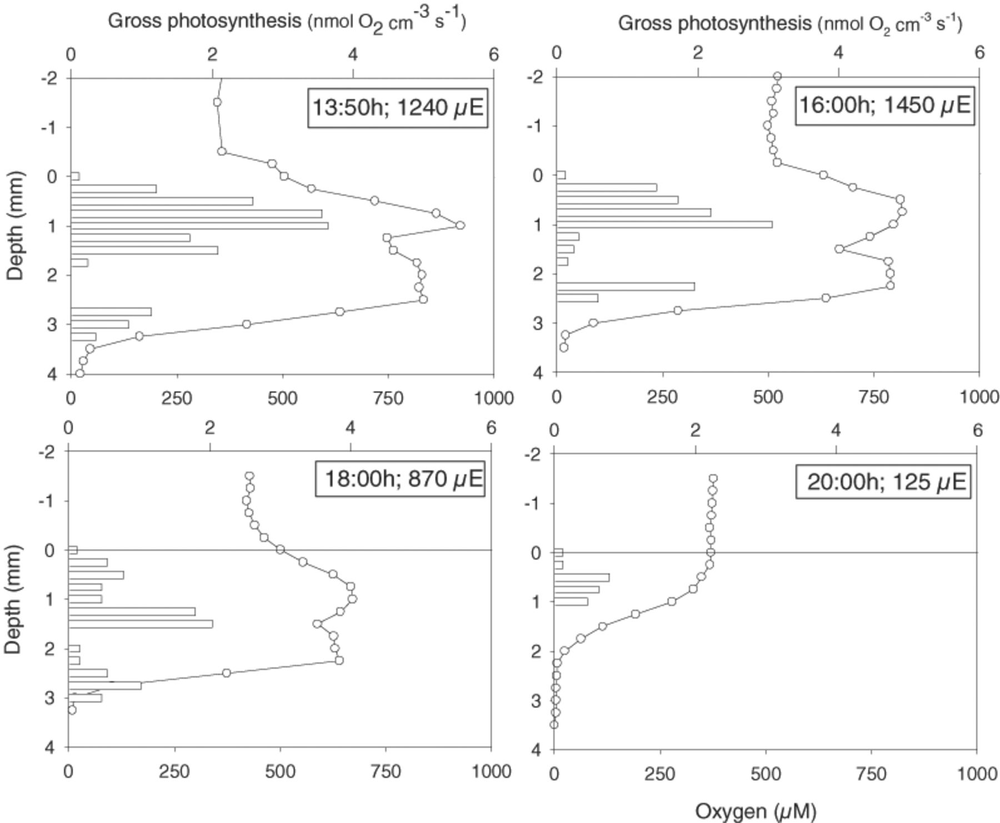 Gross photosynthesis (nmol O2 cm-3 s-1)
Gross photosynthesis (nmol O2 cm-3 s-1)
0 2 4 6
0 2 4 6
13:50h; 1240 µE
16:00h; 1450 µE
Depth (mm)
-2
-1
0
1
2
3
4
-2
-1
0
1
2
3
4
0 250 500 750 1000
0 250 500 750 1000
0 2 4 6
0 2 4 6
18:00h; 870 µE
20:00h; 125 µE
Depth (mm)
-2
-1
0
1
2
3
4
-2
-1
0
1
2
3
4
0 250 500 750 1000
0 250 500 750 1000
Oxygen (µM)